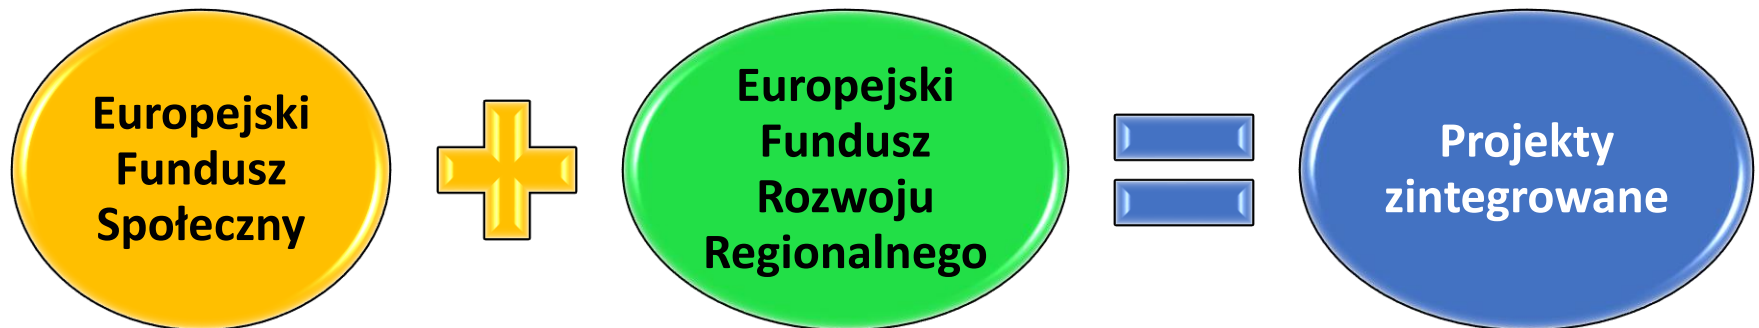 Europejski
Fundusz
Społeczny
Europejski
Fundusz
Rozwoju
Regionalnego
Projekty
zintegrowane